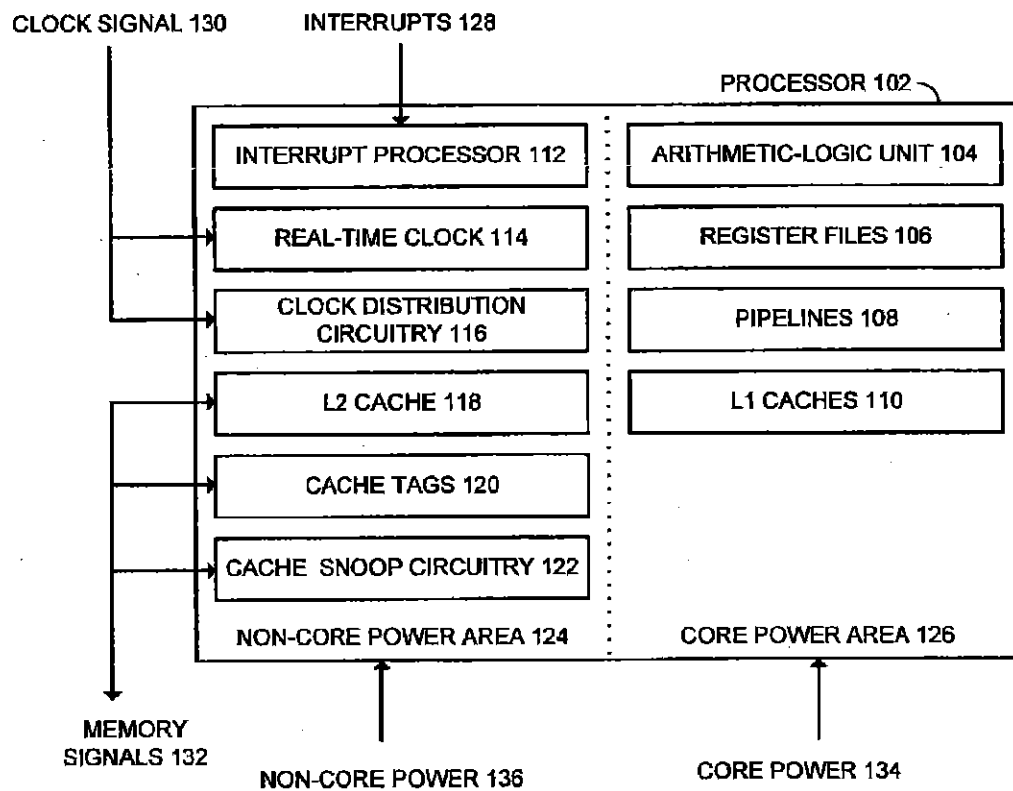 CLOCK SIGNAL 130
INTERRUPTS 128
PROCESSOR 102
INTERRUPT PROCESSOR 112
ARITHMETIC-LOGIC UNIT 104
REAL-TIME CLOCK 114
REGISTER FILES 106
CLOCK DISTRIBUTION
CIRCUITRY 116
PIPELINES 108
L2 CACHE 118
L1 CACHES 110
CACHE TAGS 120
CACHE SNOOP CIRCUITRY 122
NON-CORE POWER AREA 124
CORE POWER AREA 126
MEMORY
SIGNALS 132
NON-CORE POWER 136
CORE POWER 134